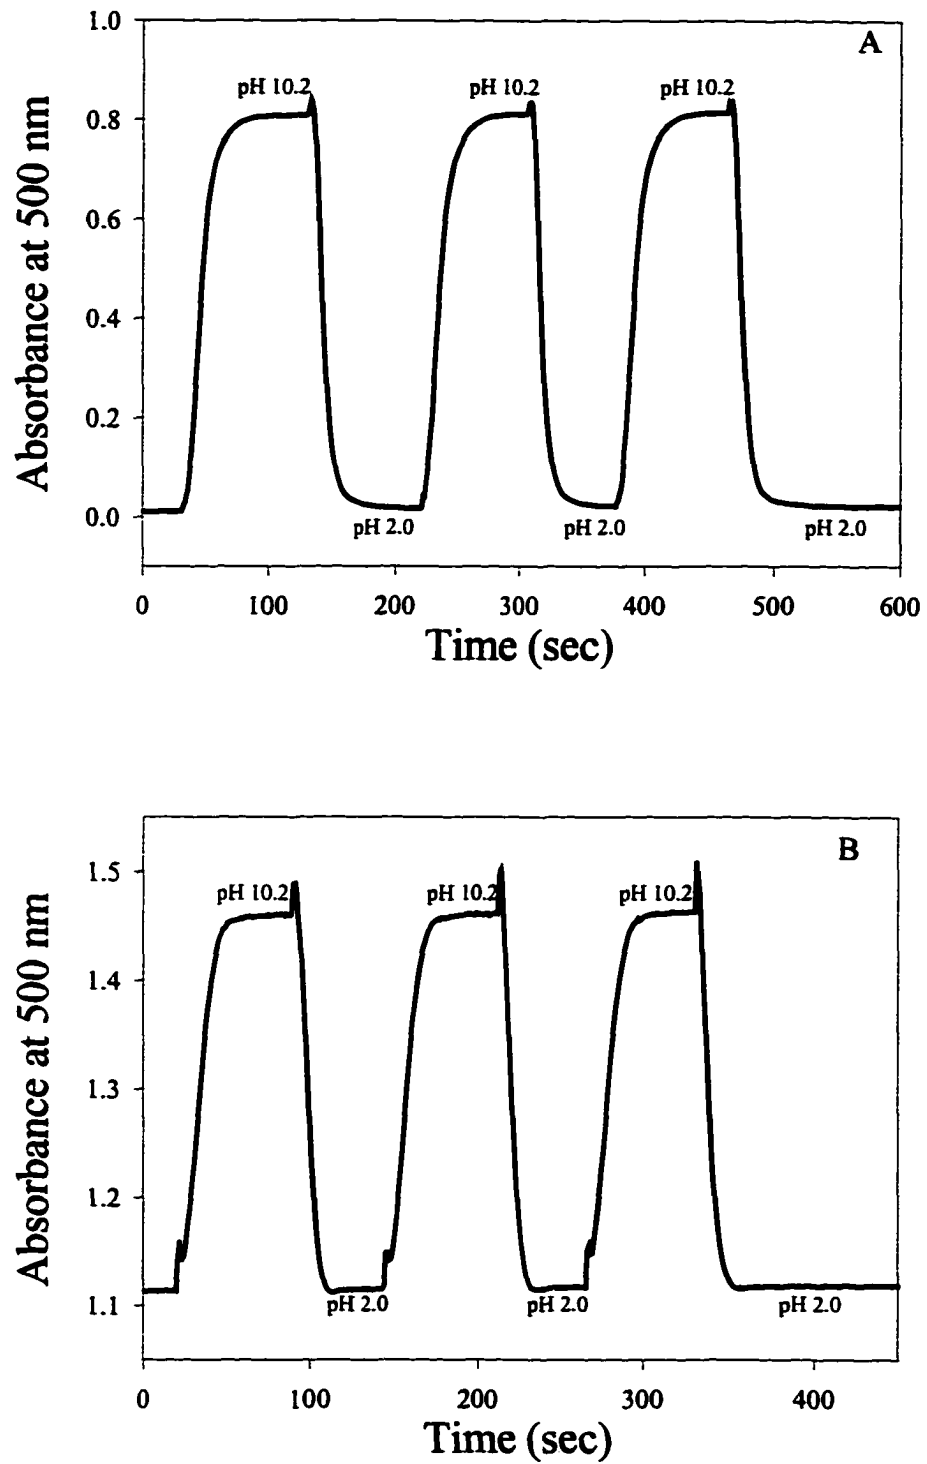 A
1.0
pH 10.2 pH 10.2 pH 10.2
0.8
0.6
0.4
0.2
0.0
pH 2.0 pH 2.0 pH 2.0
Absorbance at 500 nm
0 100 200 300 400 500 600
Time (sec)
B
1.5
pH 10.2 pH 10.2 pH 10.2
1.4
1.3
1.2
1.1
pH 2.0 pH 2.0 pH 2.0
Absorbance at 500 nm
0 100 200 300 400
Time (sec)